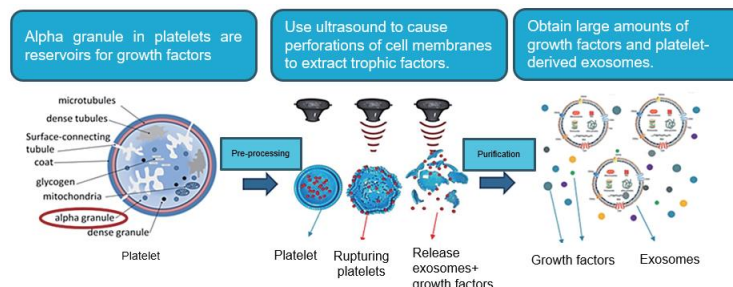 Alpha granule in platelets are
reservoirs for growth factors
Use ultrasound to cause
perforations of cell membranes
to extract trophic factors.
Obtain large amounts of
growth factors and platelet-
derived exosomes.
microtubules
dense tubules
Surface-connecting
tubule
coat
glycogen
mitochondria
alpha granule
dense granule
Platelet
Pre-processing
Platelet
Rupturing
platelets
Release
exosomes+
growth factors
Purification
Growth factors
Exosomes